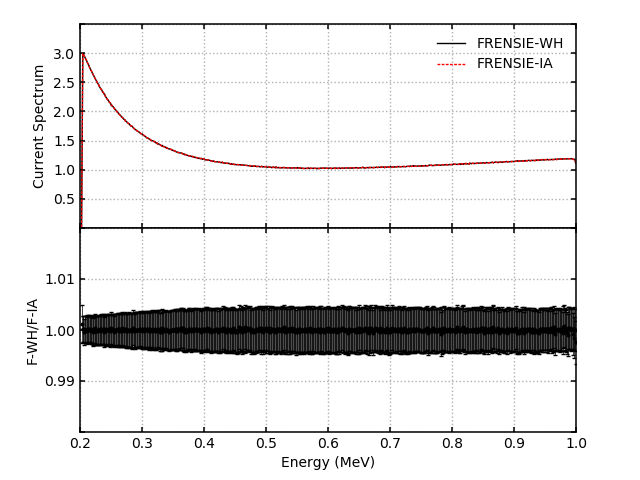 FRENSIE-WH
FRENSIE-IA
Current Spectrum
3.0
2.5
2.0
1.5
1.0
0.5
F-WH/F-IA
1.01
1.00
0.99
0.2 0.3 0.4 0.5 0.6 0.7 0.8 0.9 1.0
Energy (MeV)